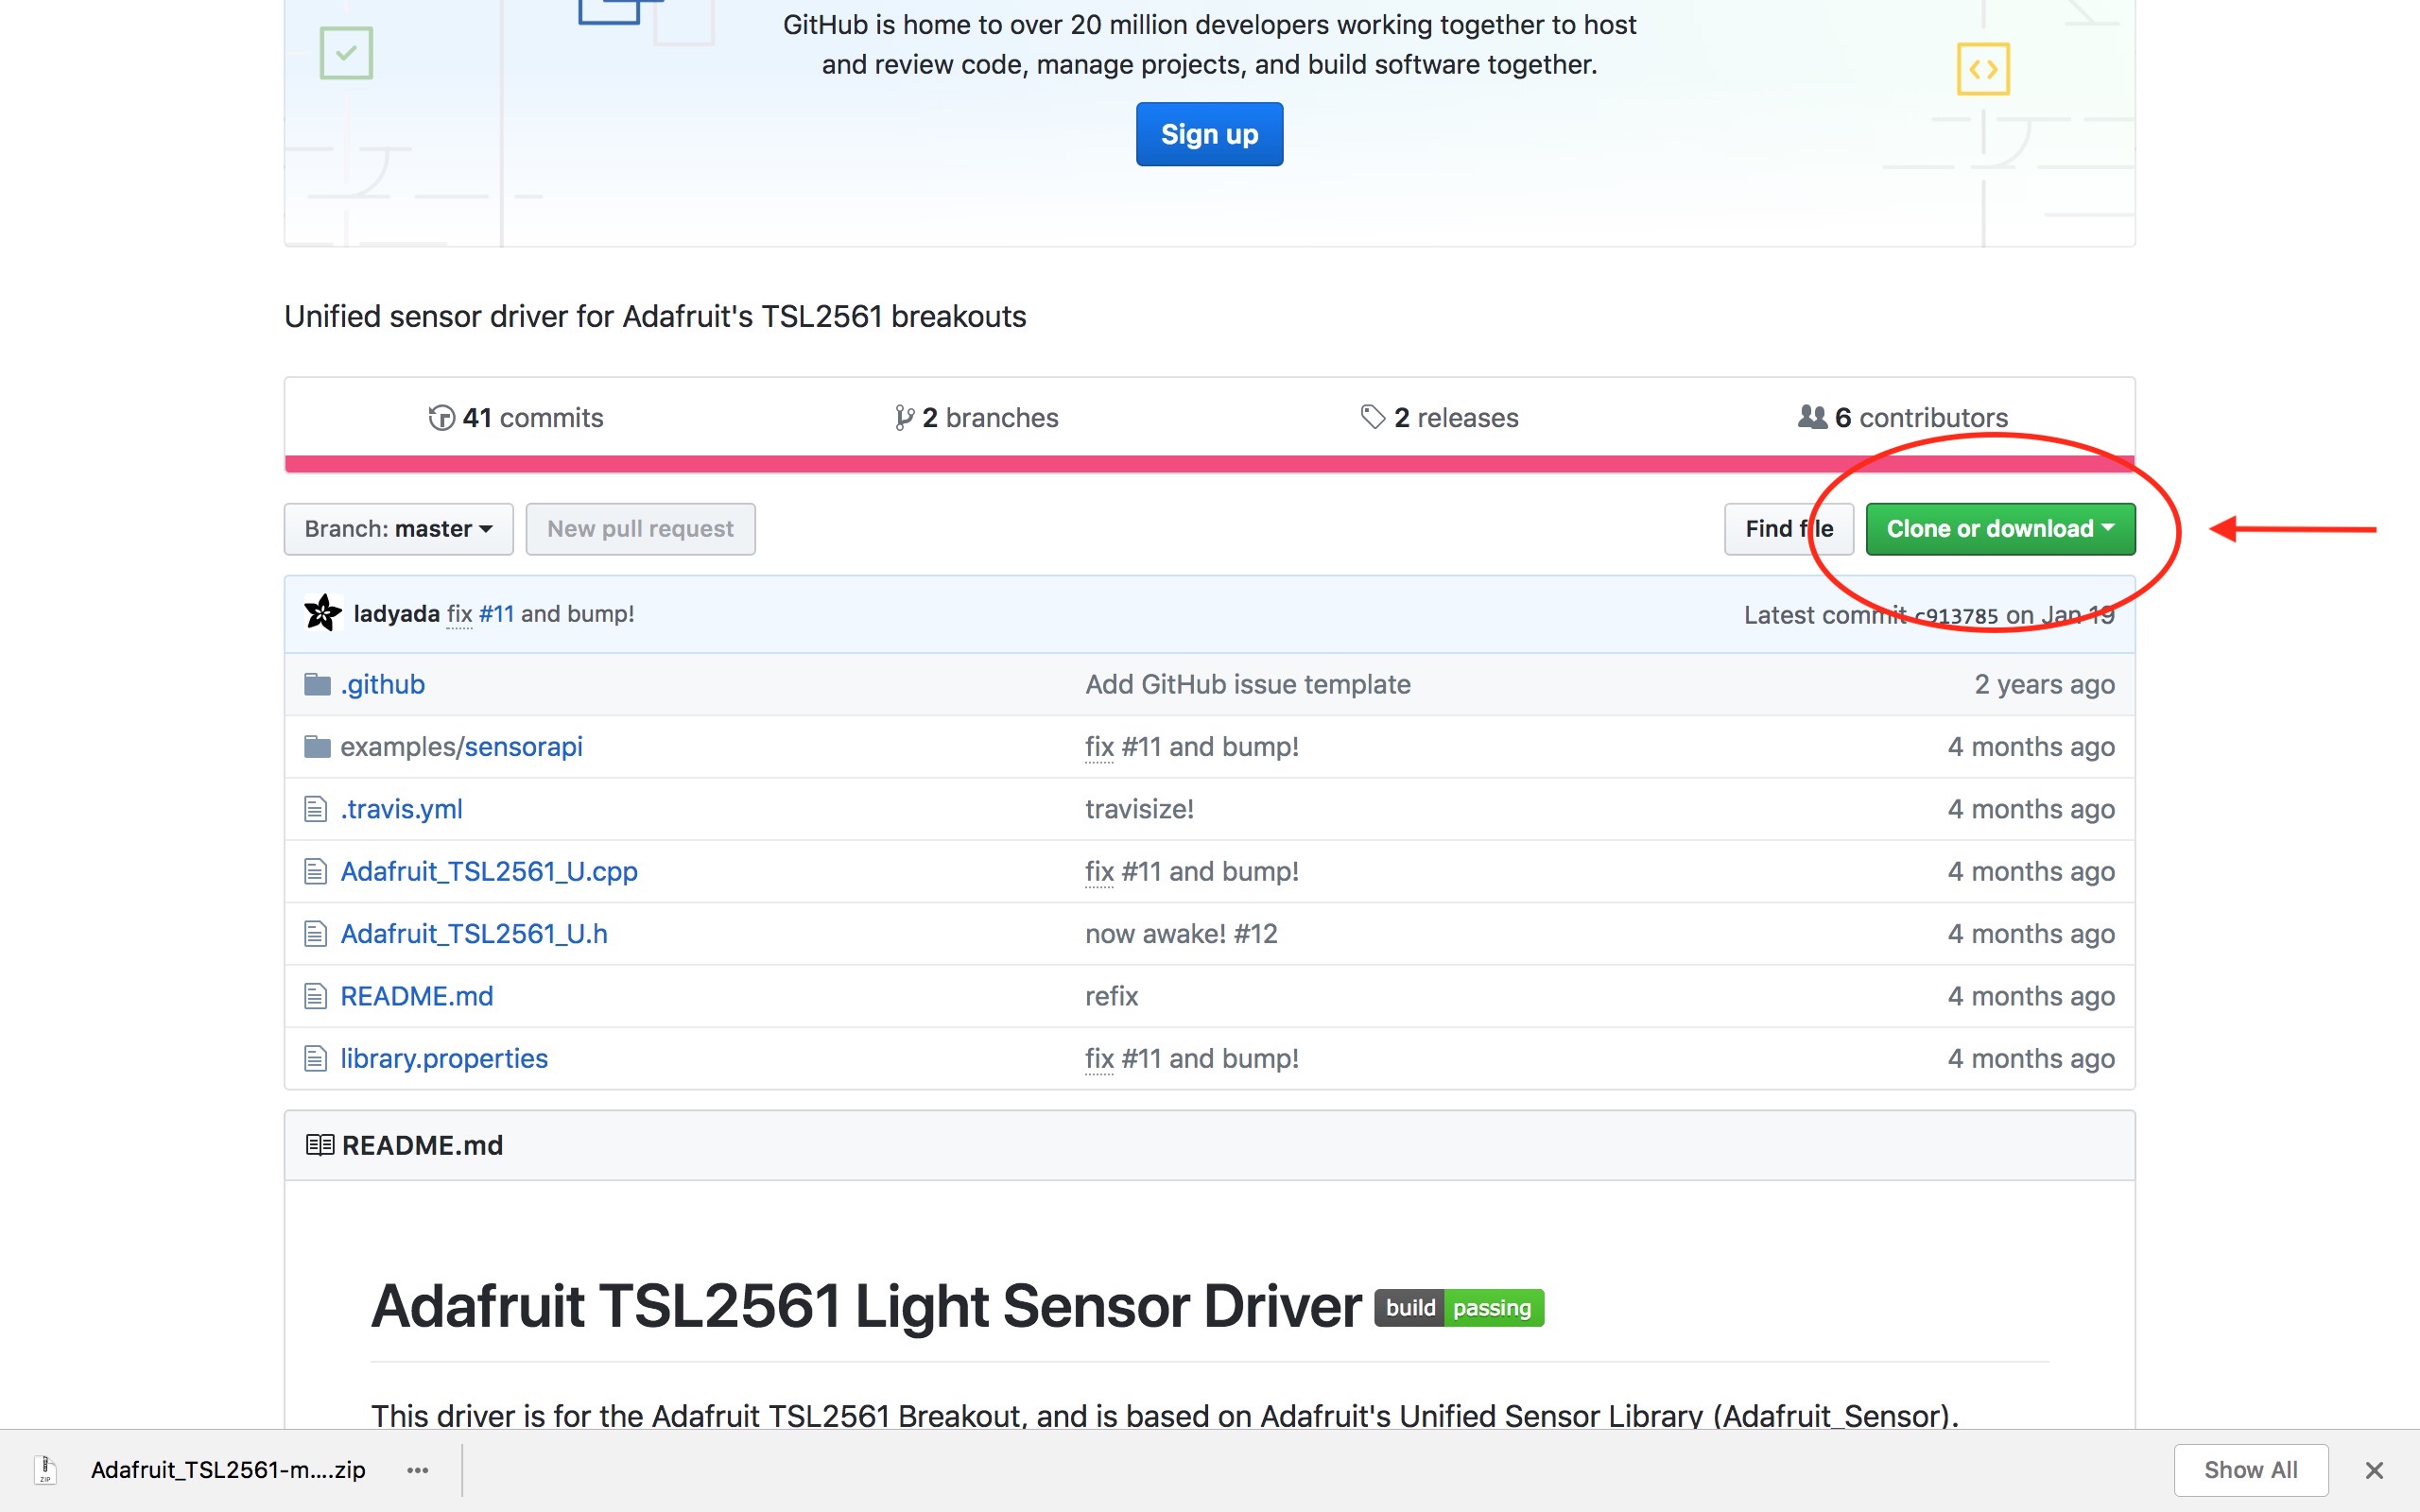 GitHub is home to over 20 million developers working together to host
and review code, manage projects, and build software together.
Sign up
Unified sensor driver for Adafruit's TSL2561 breakouts
41 commits 2 branches 2 releases 6 contributors
Branch: master New pull request Find file Clone or download
ladyada fix #11 and bump! Latest commit c913785 on Jan 19
.github Add GitHub issue template 2 years ago
examples/sensorapi fix #11 and bump! 4 months ago
.travis.yml travisize! 4 months ago
Adafruit_TSL2561_U.cpp fix #11 and bump! 4 months ago
Adafruit_TSL2561_U.h now awake! #12 4 months ago
README.md refix 4 months ago
library.properties fix #11 and bump! 4 months ago
README.md
Adafruit TSL2561 Light Sensor Driver build passing
This driver is for the Adafruit TSL2561 Breakout, and is based on Adafruit's Unified Sensor Library (Adafruit_Sensor).
ZIP Adafruit_TSL2561-m....zip Show All